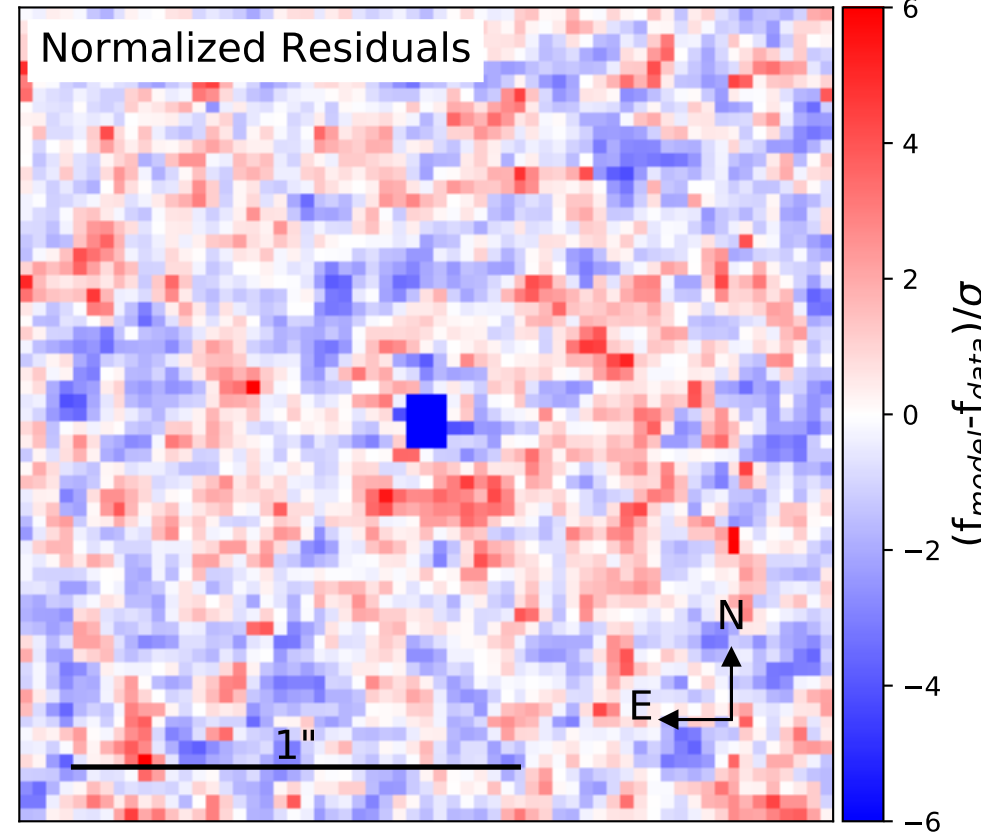 Normalized Residuals
6
4
2
0
−2
−4
−6
(f_model-f_data)/σ
N
E
1"